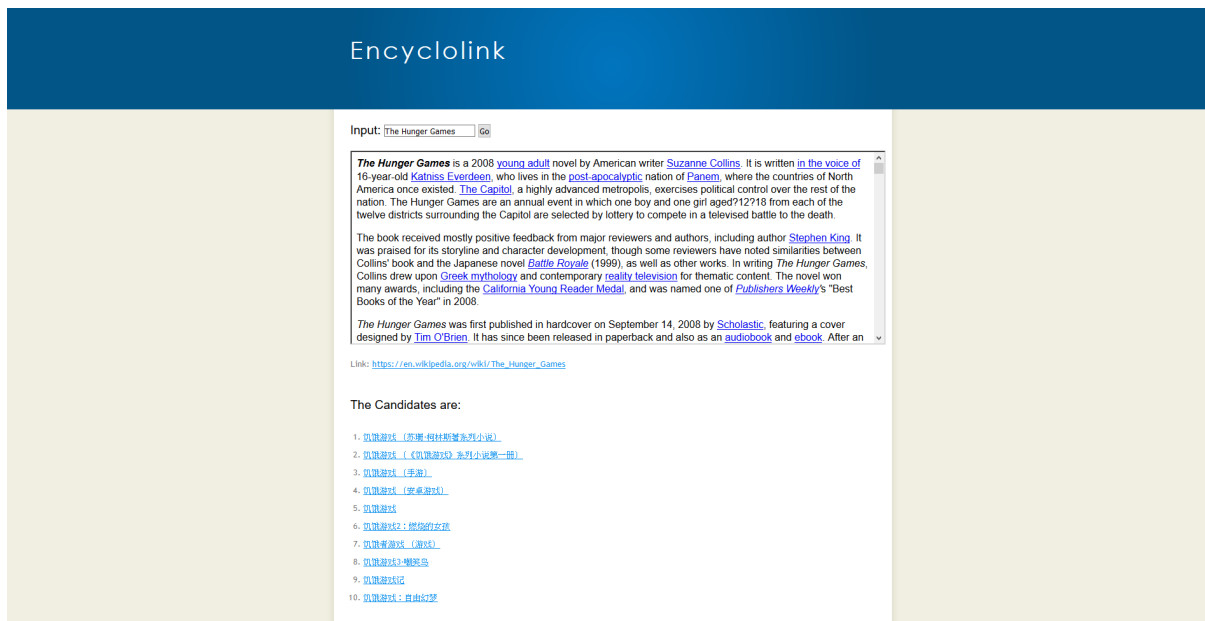 Encyclolink
Input: The Hunger Games Go
The Hunger Games is a 2008 young adult novel by American writer Suzanne Collins. It is written in the voice of
16-year-old Katniss Everdeen, who lives in the post-apocalyptic nation of Panem, where the countries of North
America once existed. The Capitol, a highly advanced metropolis, exercises political control over the rest of the
nation. The Hunger Games are an annual event in which one boy and one girl aged?12?18 from each of the
twelve districts surrounding the Capitol are selected by lottery to compete in a televised battle to the death.
The book received mostly positive feedback from major reviewers and authors, including author Stephen King. It
was praised for its storyline and character development, though some reviewers have noted similarities between
Collins' book and the Japanese novel Battle Royale (1999), as well as other works. In writing The Hunger Games,
Collins drew upon Greek mythology and contemporary reality television for thematic content. The novel won
many awards, including the California Young Reader Medal, and was named one of Publishers Weekly's "Best
Books of the Year" in 2008.
The Hunger Games was first published in hardcover on September 14, 2008 by Scholastic, featuring a cover
designed by Tim O'Brien. It has since been released in paperback and also as an audiobook and ebook. After an
Link: https://en.wikipedia.org/wiki/The_Hunger_Games
The Candidates are:
1. 饥饿游戏 (苏珊·柯林斯著系列小说)
2. 饥饿游戏 (《饥饿游戏》系列小说第一册)
3. 饥饿游戏 (手游)
4. 饥饿游戏 (安卓游戏)
5. 饥饿游戏
6. 饥饿游戏2:燃烧的女孩
7. 饥饿者游戏 (游戏)
8. 饥饿游戏3·嘲笑鸟
9. 饥饿游戏记
10. 饥饿游戏:自由幻梦